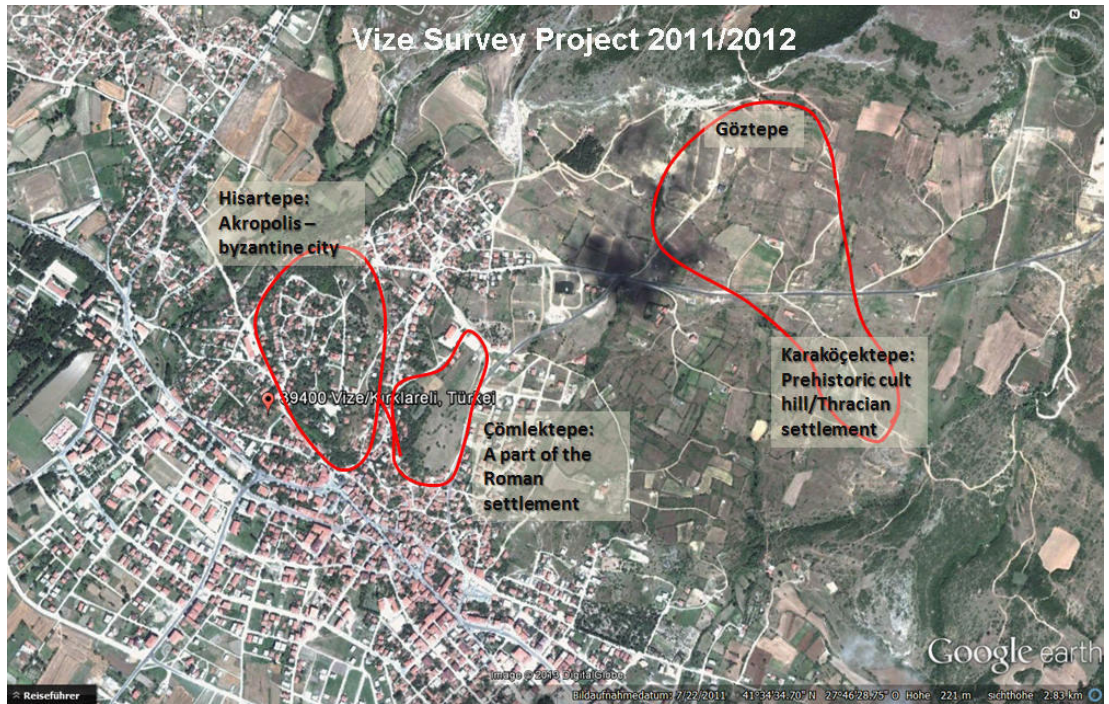 Vize Survey Project 2011/2012
Göztepe
Hisartepe:
Akropolis –
byzantine city
39400 Vize/Kırklareli, Türkei
Karaköçektepe:
Prehistoric cult
hill/Thracian
settlement
Çömlektepe:
A part of the
Roman
settlement
Google earth
Image © 2013 DigitalGlobe
Reiseführer
Bildaufnahmedatum: 7/22/2011 41°34'34.70" N 27°46'28.75" O Höhe 221 m sichthöhe 2.83 km
N